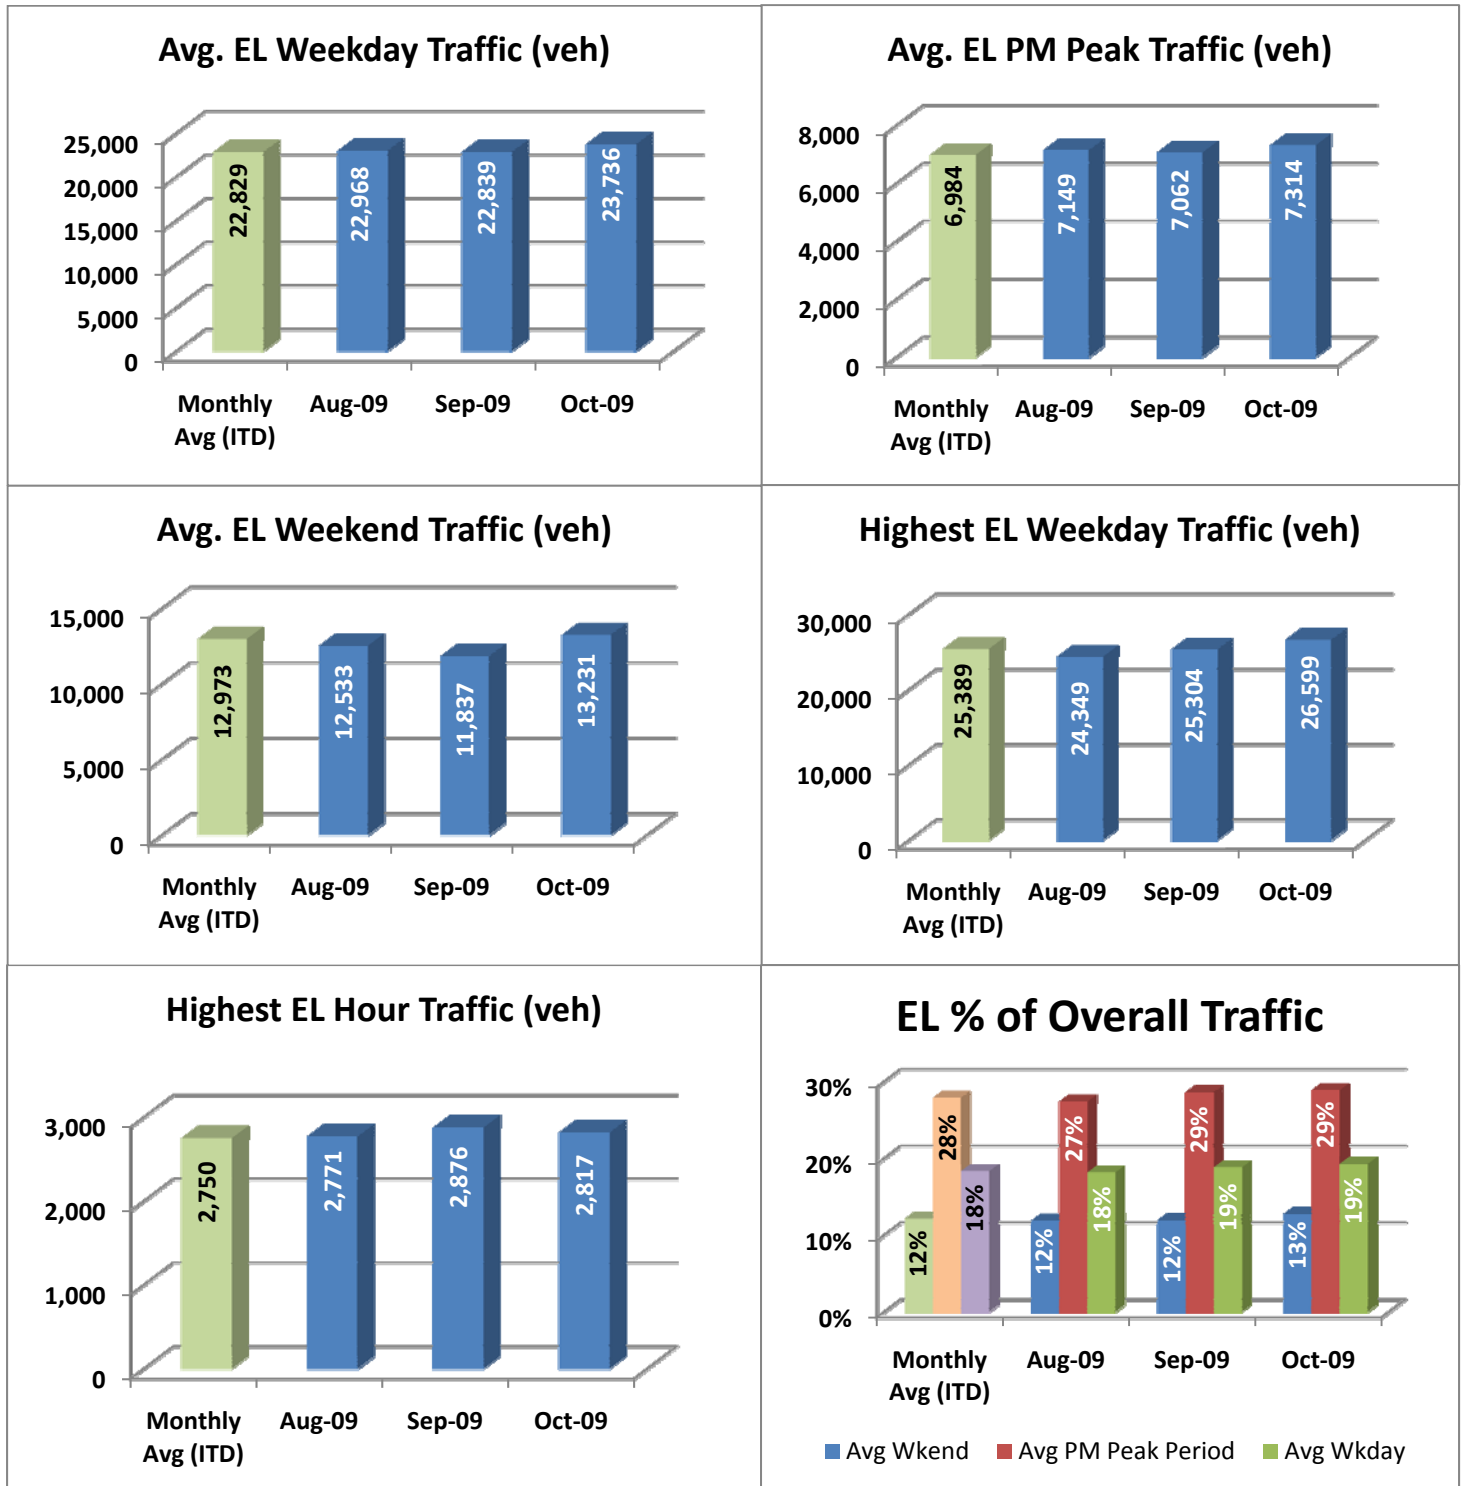 Avg. EL Weekday Traffic (veh)
25,000
20,000
15,000
10,000
5,000
0
22,829
22,968
22,839
23,736
Monthly Avg (ITD)
Aug-09
Sep-09
Oct-09
Avg. EL PM Peak Traffic (veh)
8,000
6,000
4,000
2,000
0
6,984
7,149
7,062
7,314
Monthly Avg (ITD)
Aug-09
Sep-09
Oct-09
Avg. EL Weekend Traffic (veh)
15,000
10,000
5,000
0
12,973
12,533
11,837
13,231
Monthly Avg (ITD)
Aug-09
Sep-09
Oct-09
Highest EL Weekday Traffic (veh)
30,000
20,000
10,000
0
25,389
24,349
25,304
26,599
Monthly Avg (ITD)
Aug-09
Sep-09
Oct-09
Highest EL Hour Traffic (veh)
3,000
2,000
1,000
0
2,750
2,771
2,876
2,817
Monthly Avg (ITD)
Aug-09
Sep-09
Oct-09
EL % of Overall Traffic
30%
20%
10%
0%
12%
28%
18%
12%
27%
18%
12%
29%
19%
13%
29%
19%
Monthly Avg (ITD)
Aug-09
Sep-09
Oct-09
Avg Wkend
Avg PM Peak Period
Avg Wkday